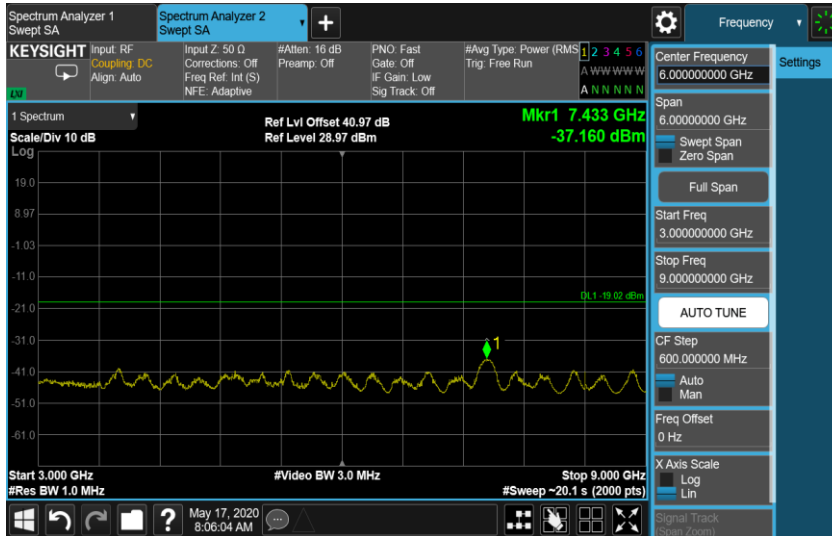 Spectrum Analyzer 1
Swept SA
Spectrum Analyzer 2
Swept SA
Frequency
KEYSIGHT
Input: RF
Coupling: DC
Align: Auto
Input Z: 50 Ω
Corrections: Off
Freq Ref: Int (S)
NFE: Adaptive
#Atten: 16 dB
Preamp: Off
PNO: Fast
Gate: Off
IF Gain: Low
Sig Track: Off
#Avg Type: Power (RMS
Trig: Free Run
1 2 3 4 5 6
A W W W W W
A N N N N N
LXI
1 Spectrum
Scale/Div 10 dB
Ref Lvl Offset 40.97 dB
Ref Level 28.97 dBm
Mkr1 7.433 GHz
-37.160 dBm
Log
19.0
8.97
-1.03
-11.0
-21.0
-31.0
-41.0
-51.0
-61.0
DL1 -19.02 dBm
1
Start 3.000 GHz
#Res BW 1.0 MHz
#Video BW 3.0 MHz
Stop 9.000 GHz
#Sweep ~20.1 s (2000 pts)
May 17, 2020
8:06:04 AM
?
Center Frequency
6.000000000 GHz
Settings
Span
6.00000000 GHz
Swept Span
Zero Span
Full Span
Start Freq
3.000000000 GHz
Stop Freq
9.000000000 GHz
AUTO TUNE
CF Step
600.000000 MHz
Auto
Man
Freq Offset
0 Hz
X Axis Scale
Log
Lin
Signal Track
(Span Zoom)